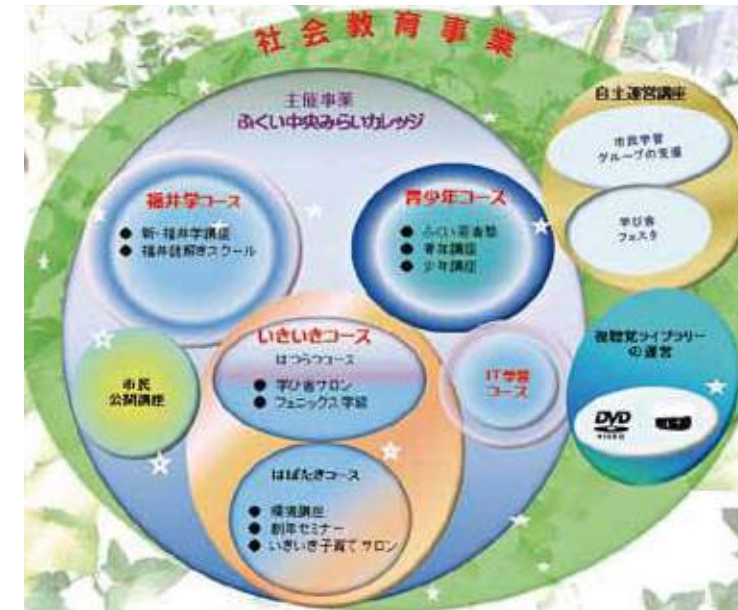 社会教育事業
主催事業
ふくい中央みらいカレッジ
自主運営講座
市民学習
グループの支援
学び舎
フェスタ
福井学コース
● 新・福井学講座
● 福井謎解きスクール
青少年コース
● ふくい若者塾
● 青年講座
● 少年講座
いきいきコース
はつらつコース
● 学び舎サロン
● フェニックス学級
市民
公開講座
IT学習
コース
視聴覚ライブラリー
の運営
DVD
VIDEO
はばたきコース
● 環境講座
● 創年セミナー
● いきいき子育てサロン